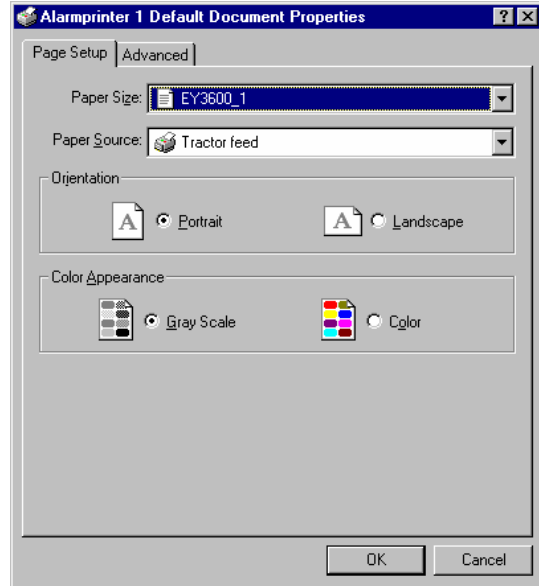 Alarmprinter 1 Default Document Properties
Page Setup Advanced
Paper Size: EY3600_1
Paper Source: Tractor feed
Orientation
A Portrait A Landscape
Color Appearance
Gray Scale Color
OK Cancel